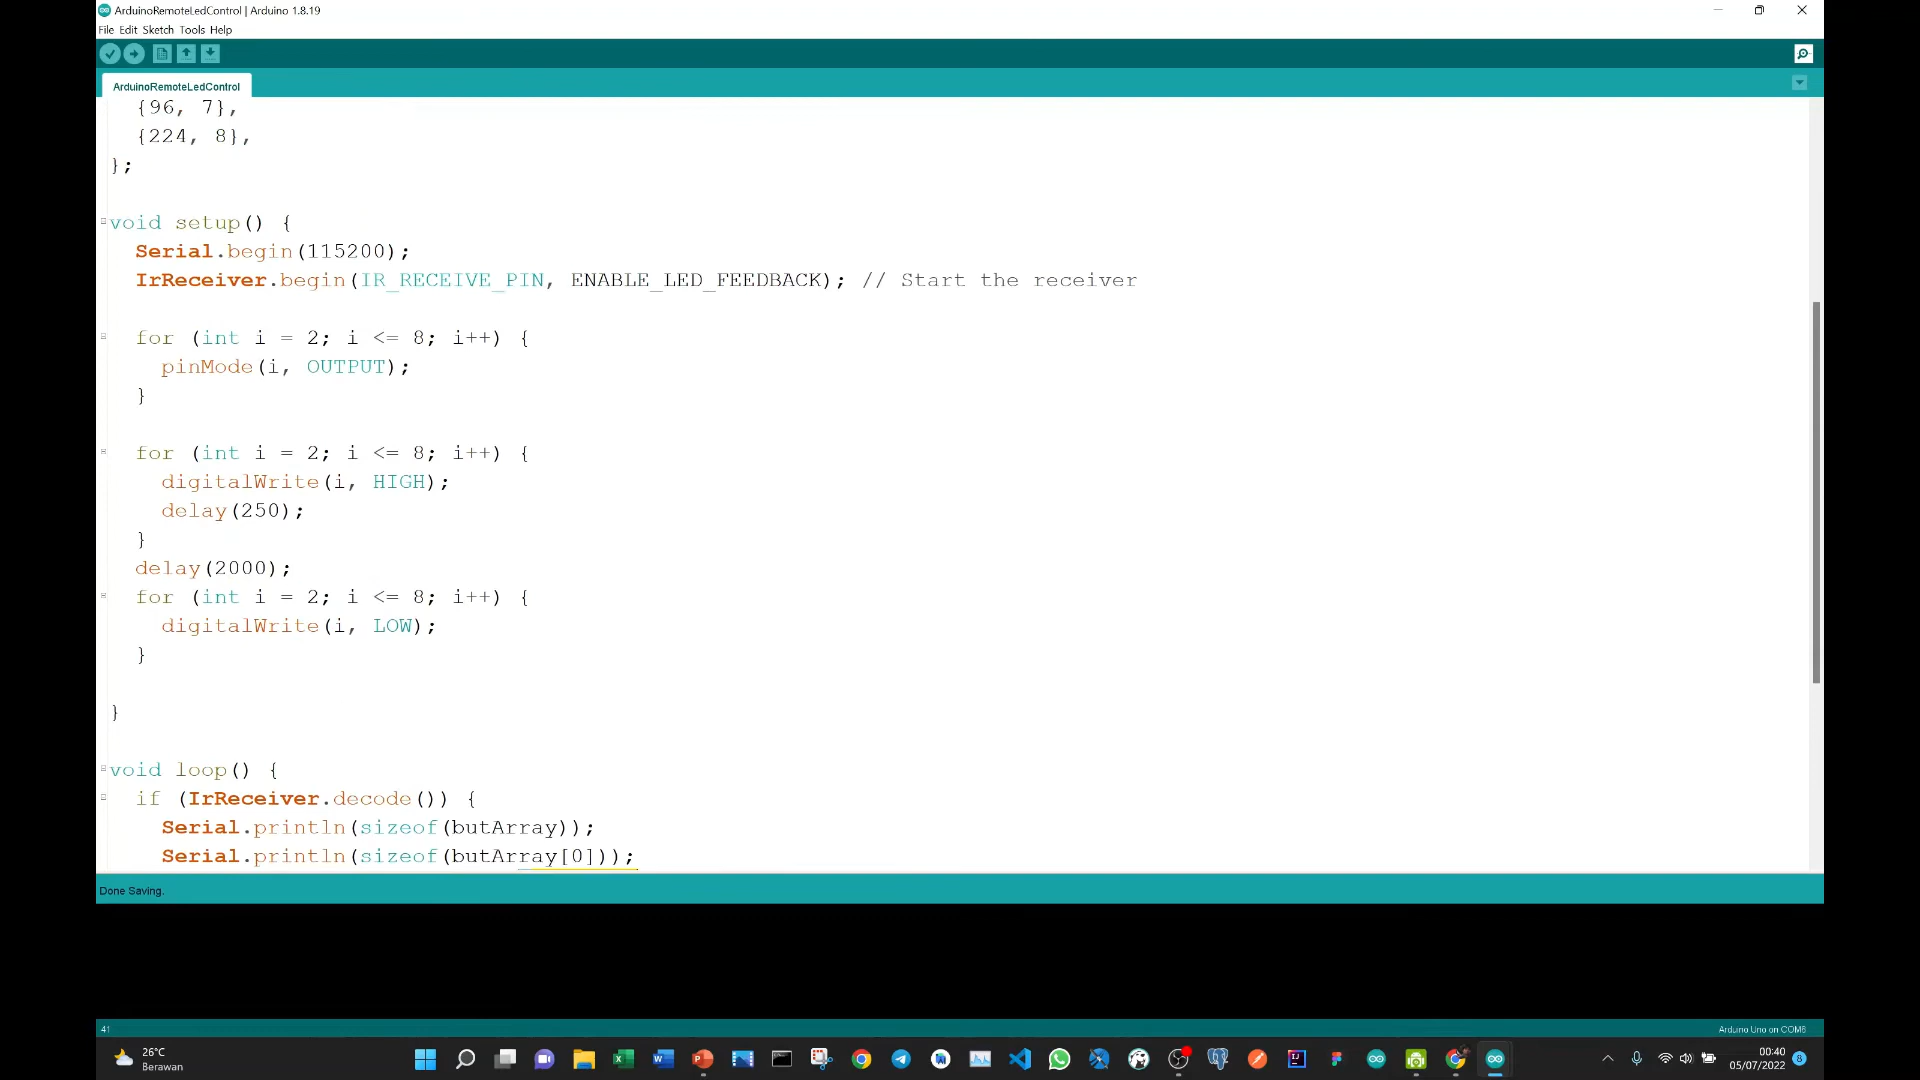 ArduinoRemoteLedControl | Arduino 1.8.19
File Edit Sketch Tools Help
ArduinoRemoteLedControl
{96, 7},
{224, 8},
};
void setup() {
Serial.begin(115200);
IrReceiver.begin(IR_RECEIVE_PIN, ENABLE_LED_FEEDBACK); // Start the receiver
for (int i = 2; i <= 8; i++) {
pinMode(i, OUTPUT);
}
for (int i = 2; i <= 8; i++) {
digitalWrite(i, HIGH);
delay(250);
}
delay(2000);
for (int i = 2; i <= 8; i++) {
digitalWrite(i, LOW);
}
}
void loop() {
if (IrReceiver.decode()) {
Serial.println(sizeof(butArray));
Serial.println(sizeof(butArray[0]));
Done Saving.
41
Arduino Uno on COM6
26°C
Berawan
00:40
05/07/2022
8